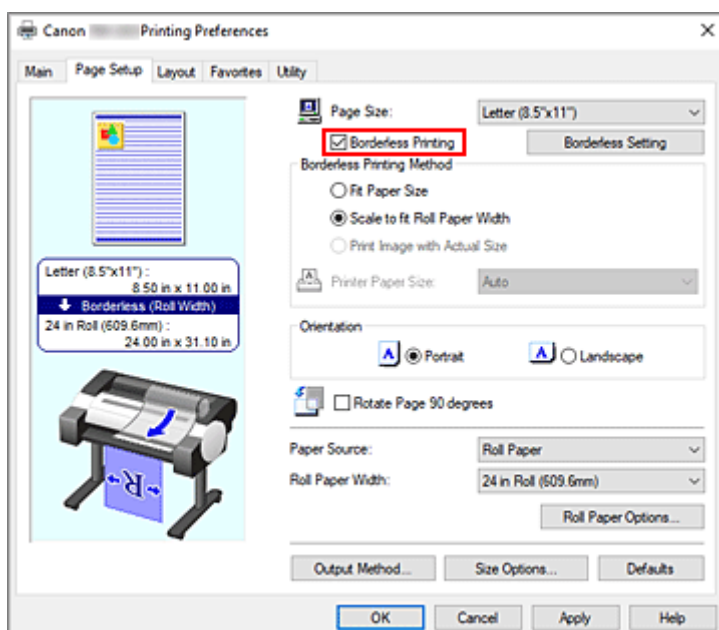 Canon Printing Preferences
Main Page Setup Layout Favorites Utility
Page Size: Letter (8.5"x11")
Borderless Printing Borderless Setting
Borderless Printing Method
Fit Paper Size
Scale to fit Roll Paper Width
Print Image with Actual Size
Printer Paper Size: Auto
Letter (8.5"x11") :
8.50 in x 11.00 in
Borderless (Roll Width)
24 in Roll (609.6mm) :
24.00 in x 31.10 in
Orientation
A Portrait A Landscape
Rotate Page 90 degrees
R
Paper Source: Roll Paper
Roll Paper Width: 24 in Roll (609.6mm)
Roll Paper Options...
Output Method... Size Options... Defaults
OK Cancel Apply Help